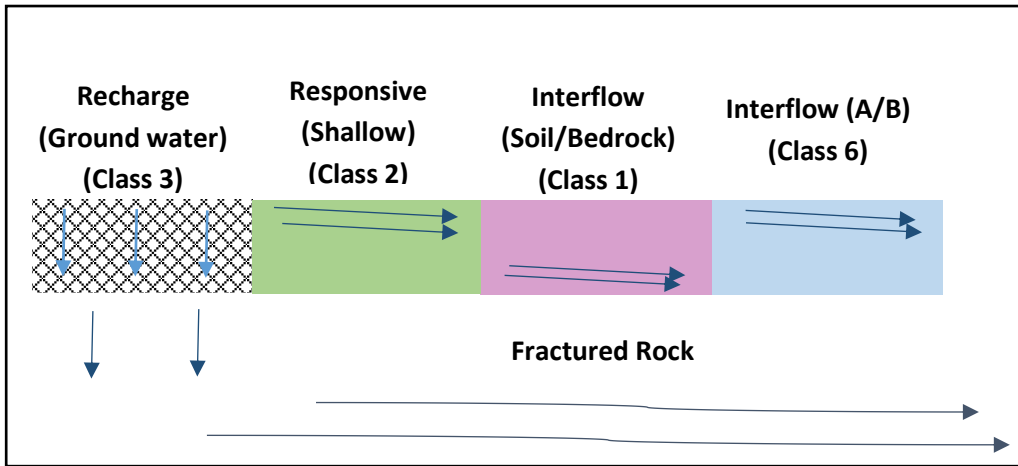 Recharge
(Ground water)
(Class 3)
Responsive
(Shallow)
(Class 2)
Interflow
(Soil/Bedrock)
(Class 1)
Interflow (A/B)
(Class 6)
Fractured Rock